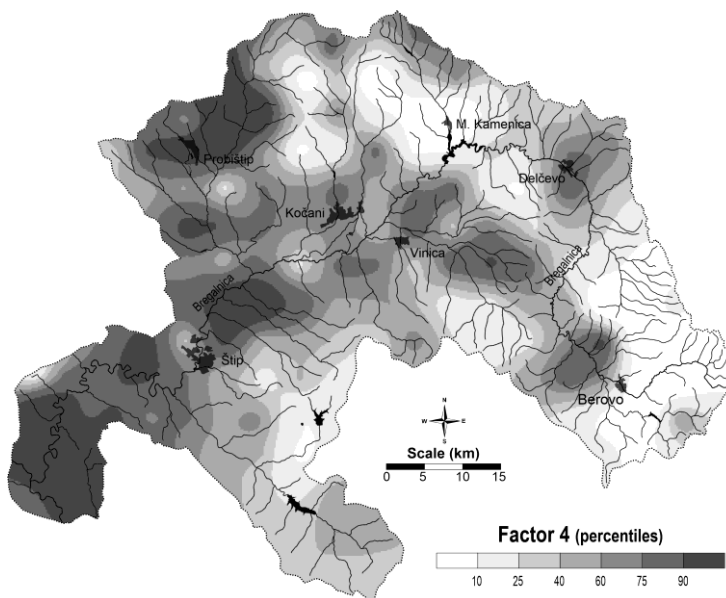 M. Kamenica
Probištip
Delčevo
Kočani
Vinica
Bregalnica
Bregalnica
Štip
Berovo
N
W E
S
Scale (km)
0 5 10 15
Factor 4 (percentiles)
10 25 40 60 75 90